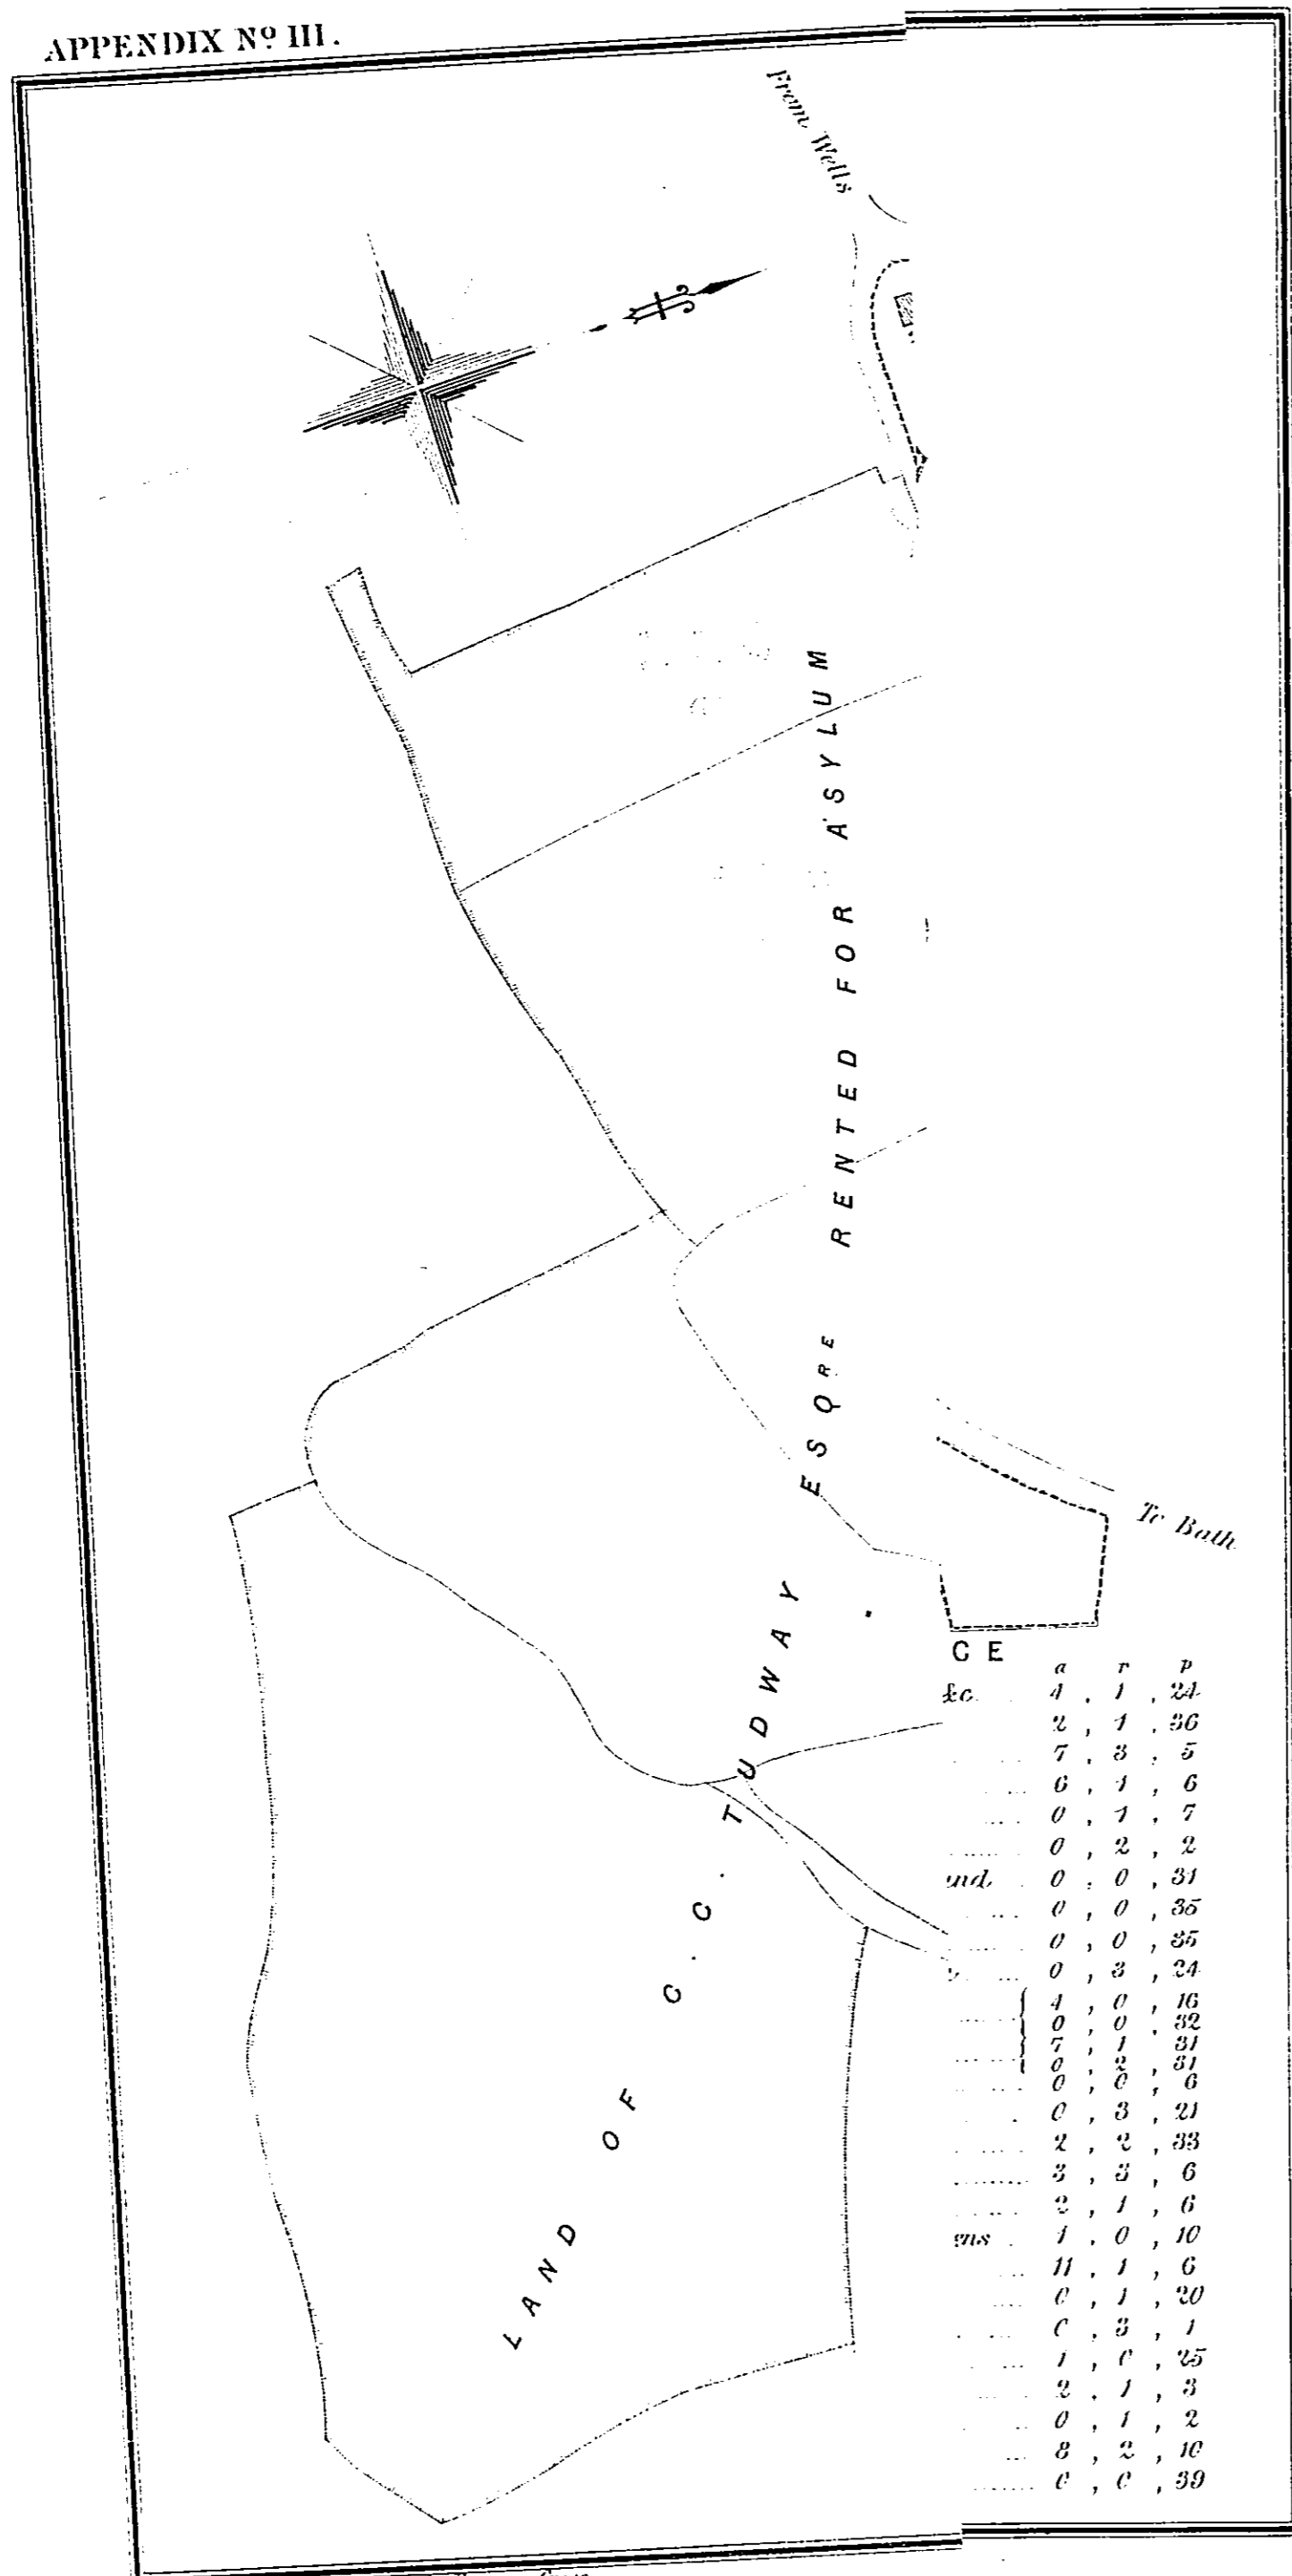 APPENDIX Nº III.
From Wells
LAND OF C. C. TUDWAY ESQRE RENTED FOR ASYLUM
To Bath
CE
a r p
&c. 4 , 1 , 24
2 , 1 , 36
7 , 3 , 5
6 , 1 , 6
0 , 1 , 7
0 , 2 , 2
0 , 0 , 31
0 , 0 , 35
0 , 0 , 35
0 , 3 , 24
4 , 0 , 16
0 , 0 , 32
7 , 1 , 31
0 , 2 , 31
0 , 0 , 6
0 , 3 , 21
2 , 2 , 33
3 , 3 , 6
2 , 1 , 6
ens 1 , 0 , 10
11 , 1 , 6
0 , 1 , 20
0 , 3 , 1
1 , 0 , 25
2 , 1 , 3
0 , 1 , 2
8 , 2 , 10
0 , 0 , 39